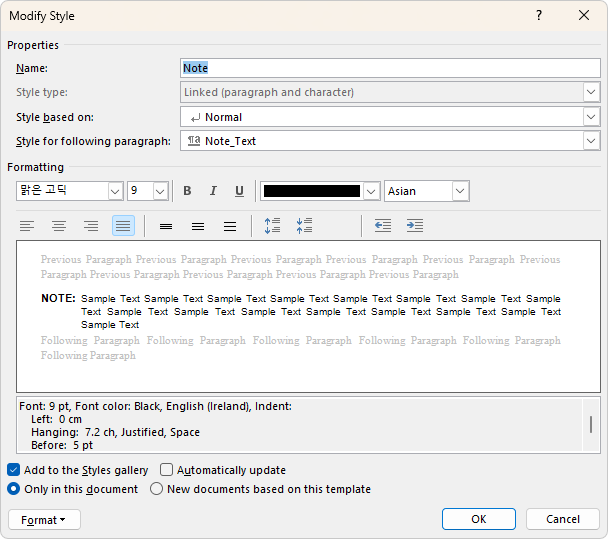 Modify Style ?
Properties
Name: Note
Style type: Linked (paragraph and character)
Style based on: Normal
Style for following paragraph: ¶a Note_Text
Formatting
맑은 고딕 9 B I U Asian
Previous Paragraph Previous Paragraph Previous Paragraph Previous Paragraph Previous Paragraph Previous
Paragraph Previous Paragraph Previous Paragraph Previous Paragraph Previous Paragraph
NOTE: Sample Text Sample Text Sample Text Sample Text Sample Text Sample Text Sample Text Sample
Text Sample Text Sample Text Sample Text Sample Text Sample Text Sample Text Sample Text
Sample Text
Following Paragraph Following Paragraph Following Paragraph Following Paragraph Following Paragraph
Following Paragraph
Font: 9 pt, Font color: Black, English (Ireland), Indent:
Left: 0 cm
Hanging: 7.2 ch, Justified, Space
Before: 5 pt
Add to the Styles gallery Automatically update
Only in this document New documents based on this template
Format OK Cancel